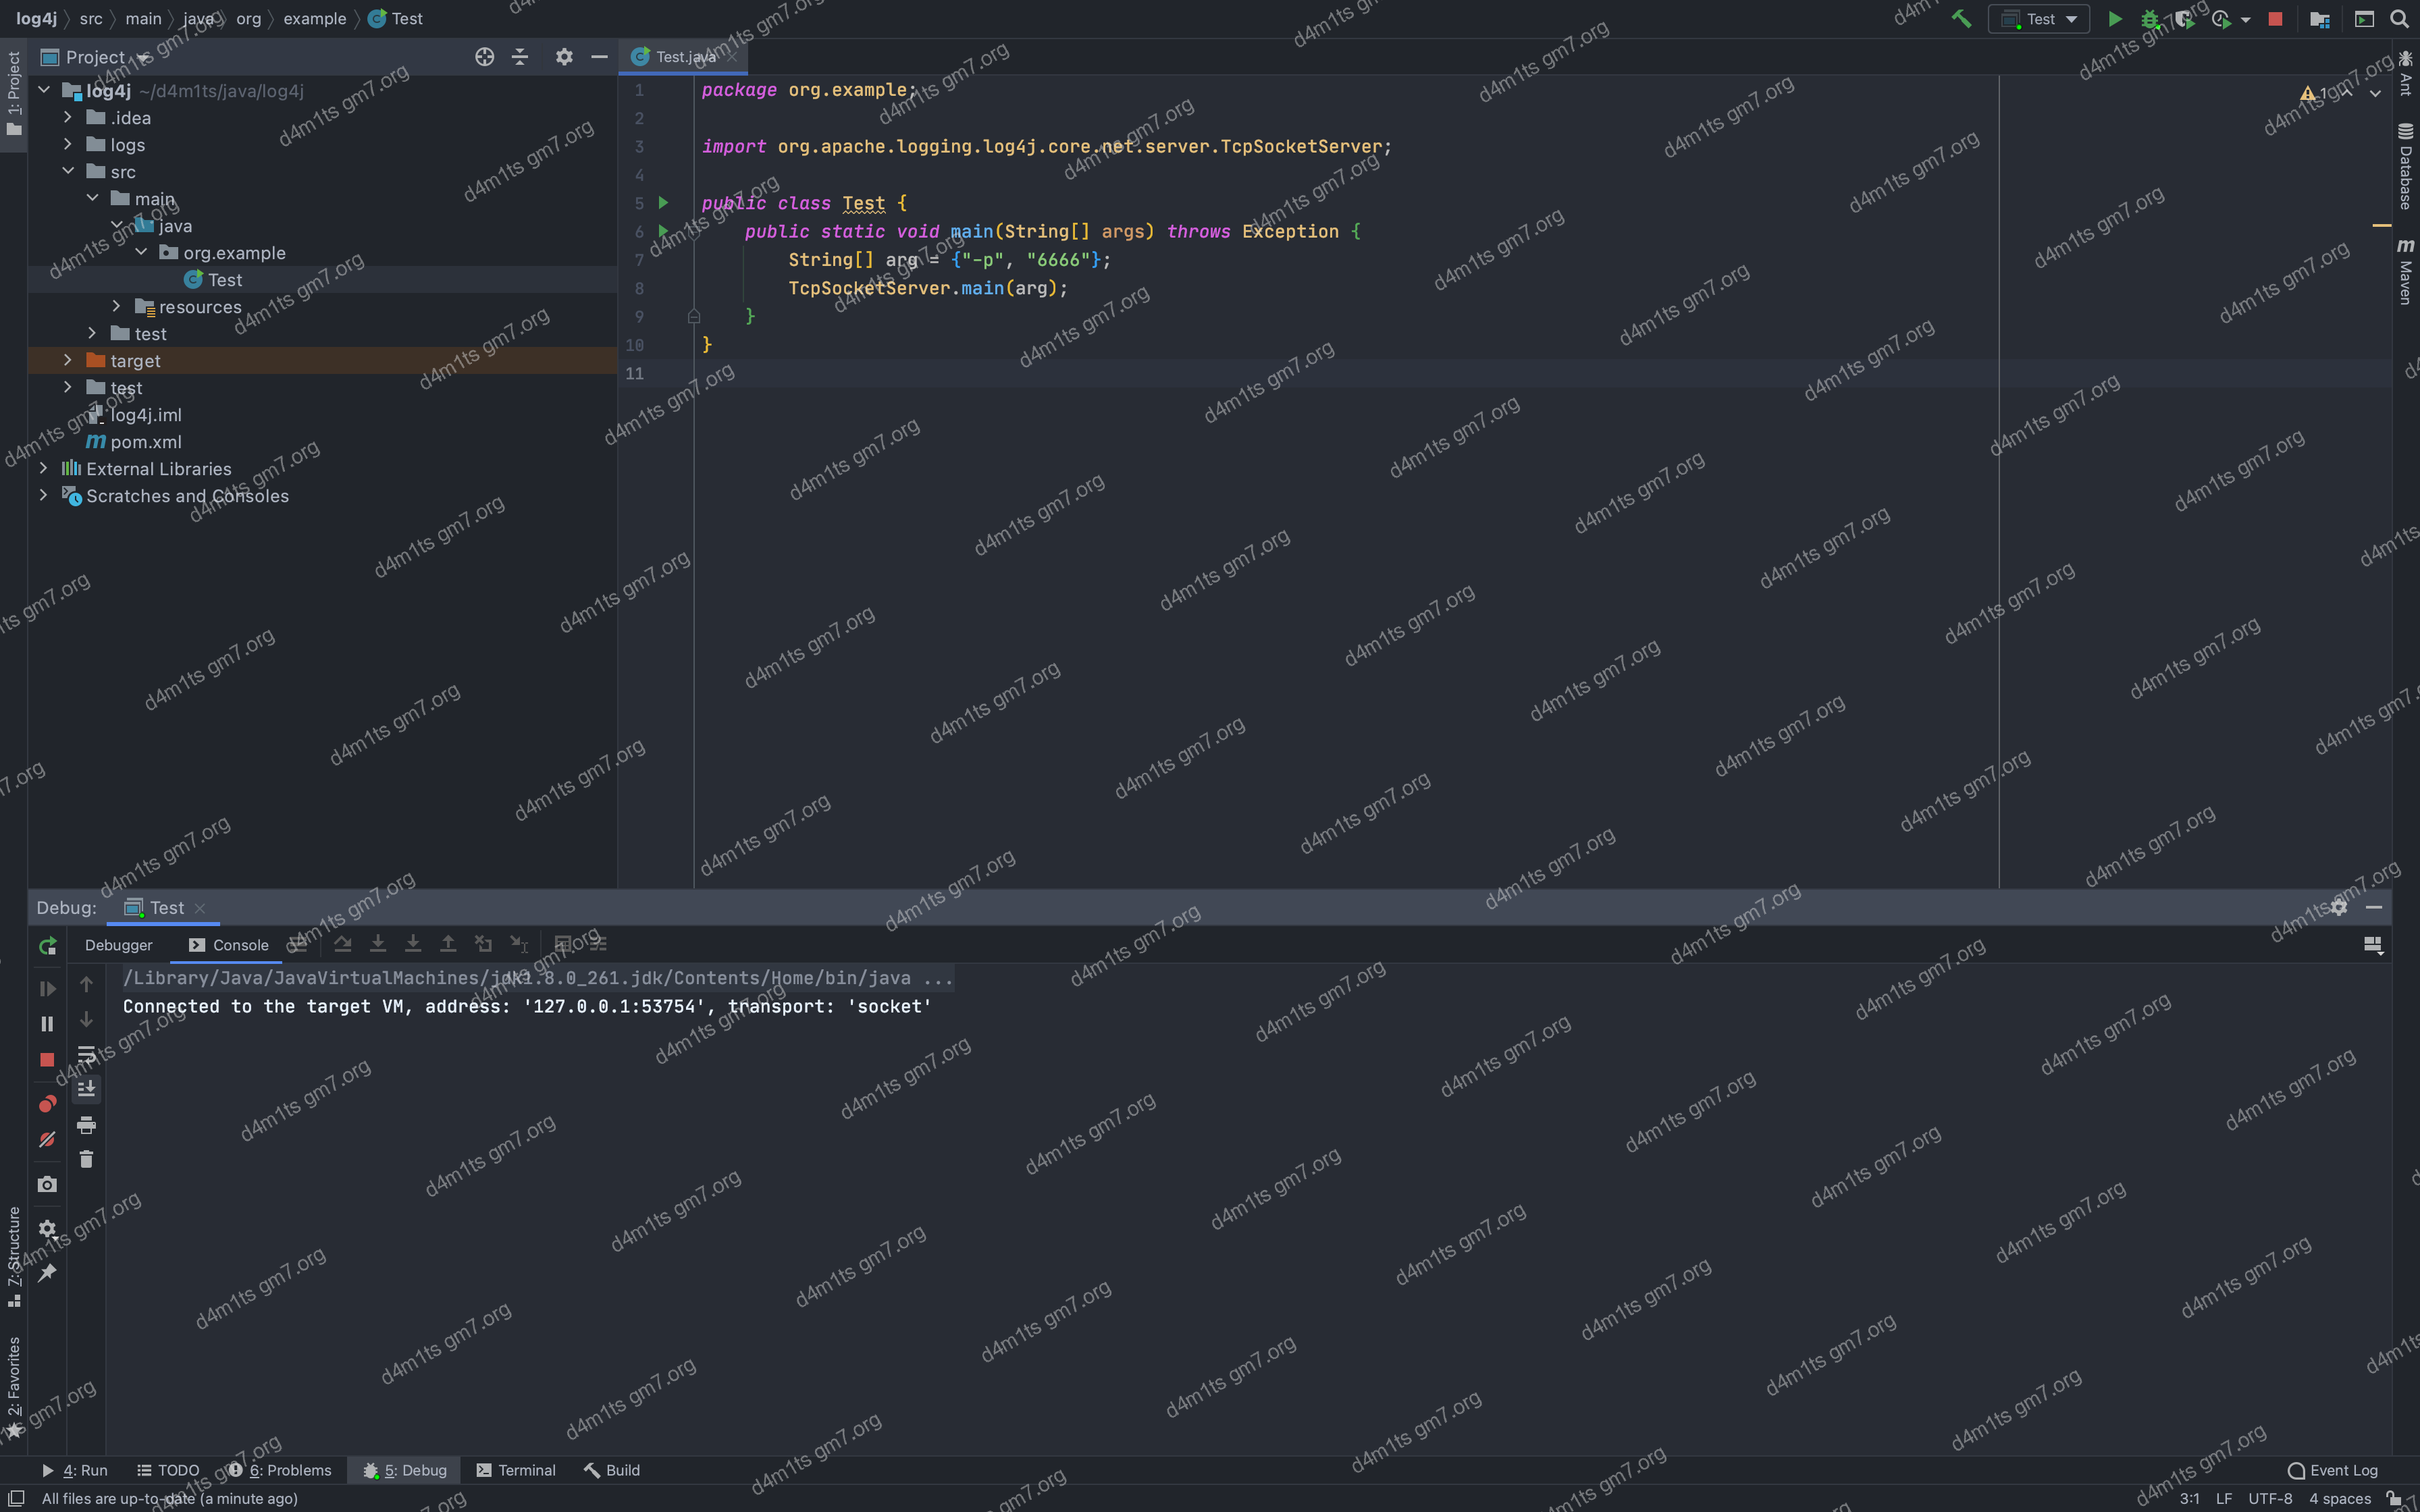 log4j src main java org example Test
Test
1: Project
Project
log4j ~/d4m1ts/java/log4j
.idea
logs
src
main
java
org.example
Test
resources
test
target
test
log4j.iml
pom.xml
External Libraries
Scratches and Consoles
Test.java
1 package org.example;
2
3 import org.apache.logging.log4j.core.net.server.TcpSocketServer;
4
5 public class Test {
6 public static void main(String[] args) throws Exception {
7 String[] arg = {"-p", "6666"};
8 TcpSocketServer.main(arg);
9 }
10 }
11
1
Ant
Database
Maven
Debug: Test
Debugger Console
/Library/Java/JavaVirtualMachines/jdk1.8.0_261.jdk/Contents/Home/bin/java ...
Connected to the target VM, address: '127.0.0.1:53754', transport: 'socket'
7: Structure
2: Favorites
4: Run TODO 6: Problems 5: Debug Terminal Build Event Log
All files are up-to-date (a minute ago) 3:1 LF UTF-8 4 spaces
d4m1ts gm7.org